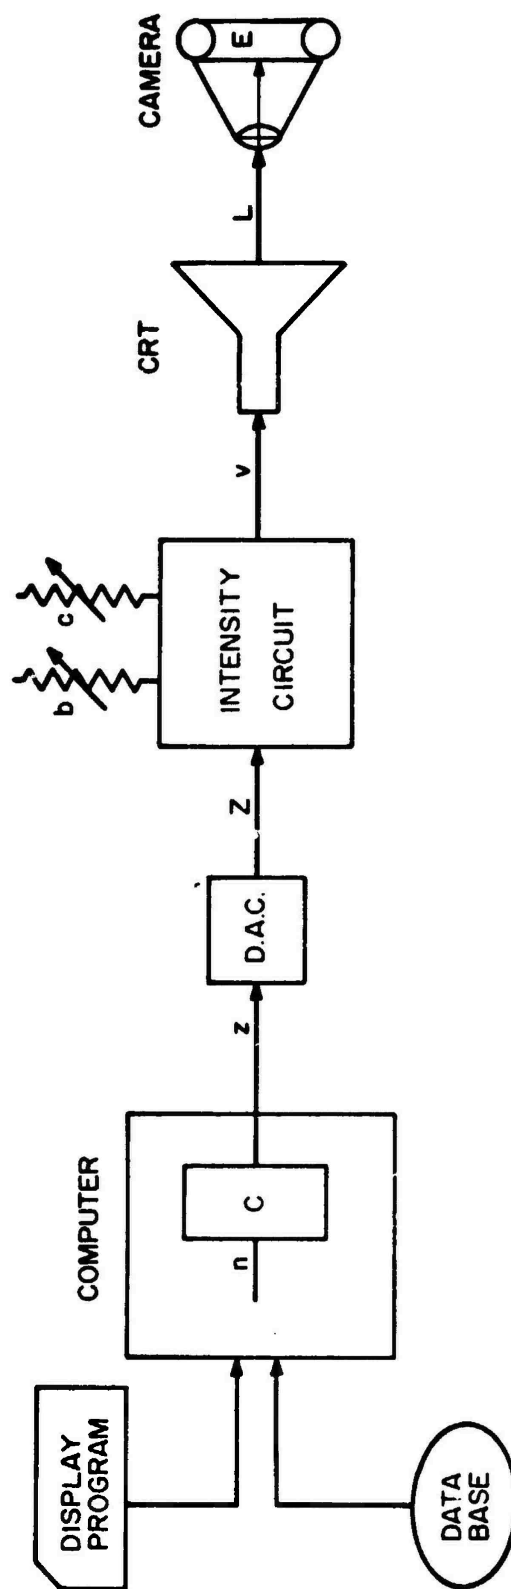 DISPLAY
PROGRAM
DATA
BASE
COMPUTER
n
C
z
D.A.C.
Z
b
c
INTENSITY
CIRCUIT
v
CRT
L
CAMERA
E